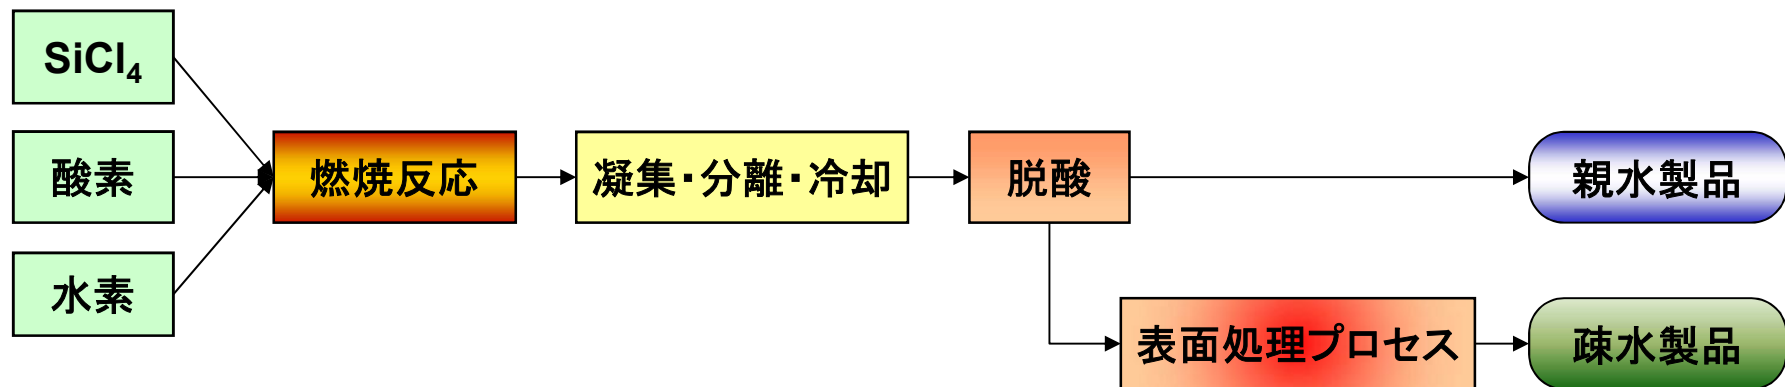 SiCl₄
酸素
水素
燃焼反応
凝集・分離・冷却
脱酸
親水製品
表面処理プロセス
疎水製品